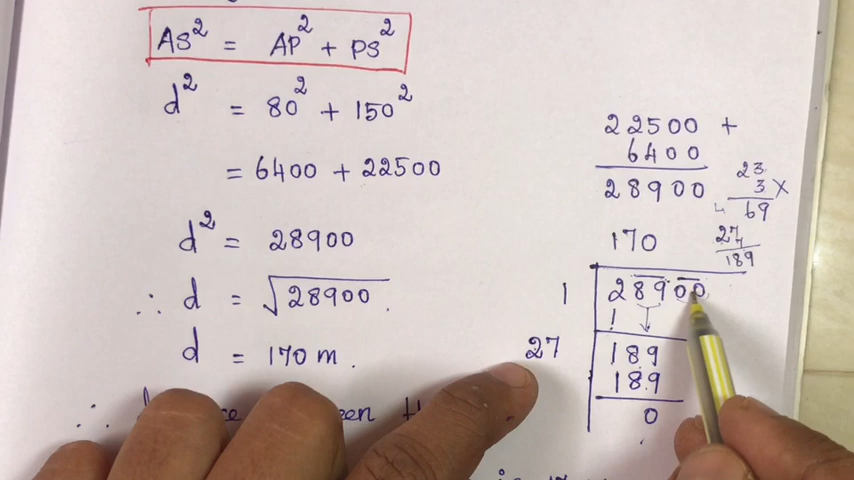 AS² = AP² + PS²
d² = 80² + 150²
= 6400 + 22500
d² = 28900
∴ d = √28900
d = 170 m.
22500 +
6400
28900
23
3 ×
69
27
7
189
170
1 28900
1
27 189
189
0